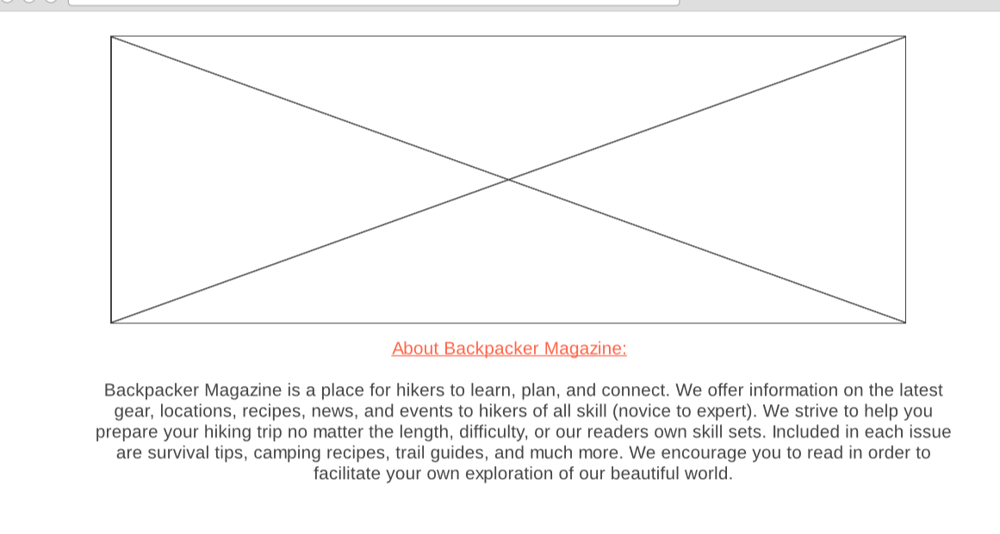 About Backpacker Magazine:
Backpacker Magazine is a place for hikers to learn, plan, and connect. We offer information on the latest
gear, locations, recipes, news, and events to hikers of all skill (novice to expert). We strive to help you
prepare your hiking trip no matter the length, difficulty, or our readers own skill sets. Included in each issue
are survival tips, camping recipes, trail guides, and much more. We encourage you to read in order to
facilitate your own exploration of our beautiful world.